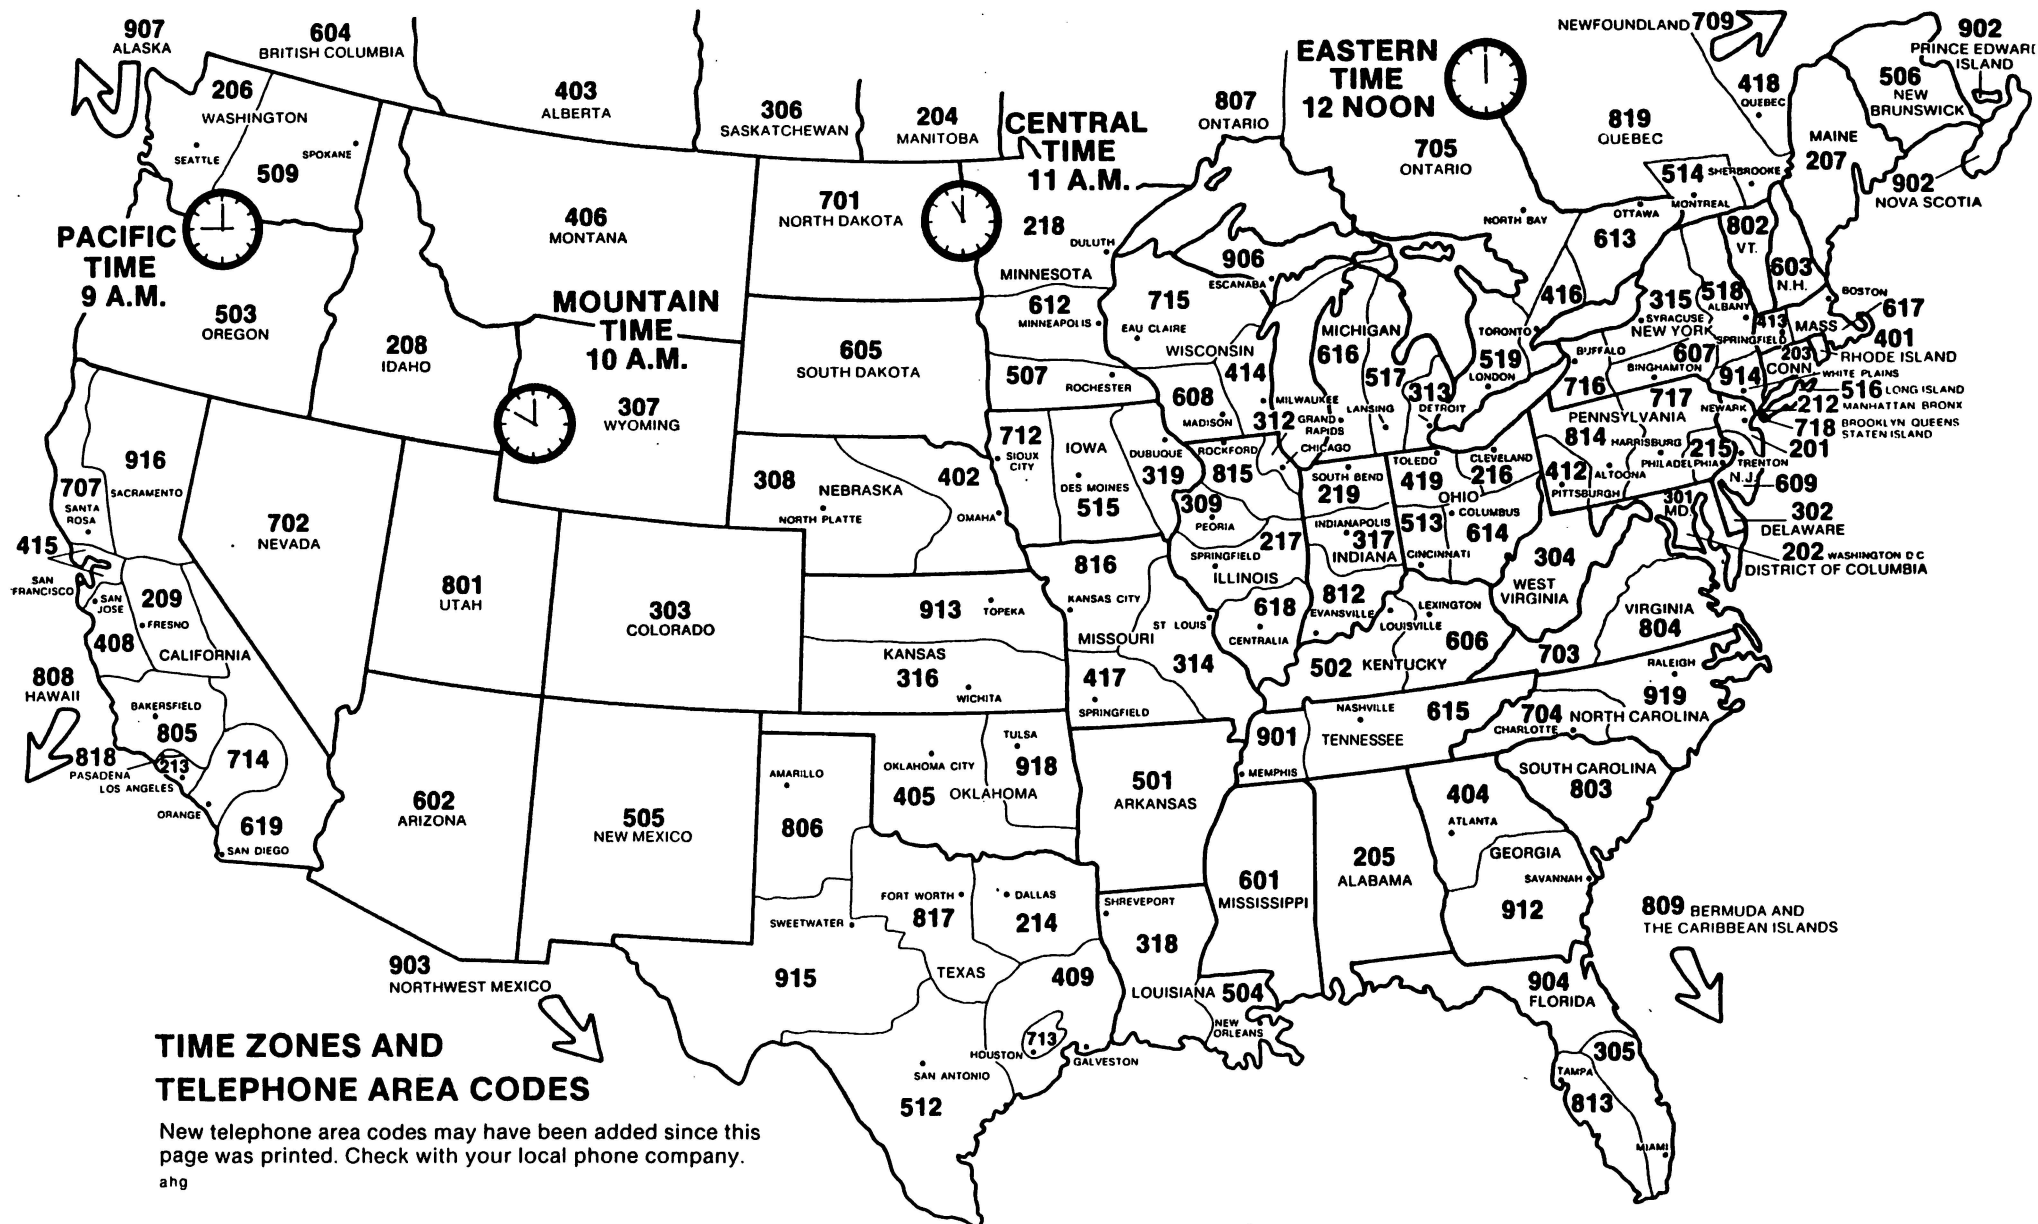 907
ALASKA
604
BRITISH COLUMBIA
403
ALBERTA
306
SASKATCHEWAN
204
MANITOBA
807
ONTARIO
705
ONTARIO
819
QUEBEC
NEWFOUNDLAND 709
418
QUEBEC
506
NEW
BRUNSWICK
902
PRINCE EDWARD
ISLAND
902
NOVA SCOTIA
MAINE
207
EASTERN
TIME
12 NOON
CENTRAL
TIME
11 A.M.
MOUNTAIN
TIME
10 A.M.
PACIFIC
TIME
9 A.M.
206
WASHINGTON
SEATTLE
SPOKANE
509
503
OREGON
208
IDAHO
406
MONTANA
307
WYOMING
701
NORTH DAKOTA
605
SOUTH DAKOTA
308
NEBRASKA
402
NORTH PLATTE
OMAHA
218
DULUTH
MINNESOTA
612
MINNEAPOLIS
507
ROCHESTER
906
ESCANABA
715
EAU CLAIRE
WISCONSIN
414
608
MADISON
MILWAUKEE
MICHIGAN
616
517
313
GRAND
RAPIDS
LANSING
DETROIT
NORTH BAY
OTTAWA
613
416
TORONTO
519
LONDON
514
SHERBROOKE
MONTREAL
802
VT.
603
N.H.
BOSTON
617
413
MASS
SPRINGFIELD
401
RHODE ISLAND
203
CONN.
315
SYRACUSE
518
ALBANY
NEW YORK
BUFFALO
716
607
BINGHAMTON
914
WHITE PLAINS
516 LONG ISLAND
212 MANHATTAN BRONX
718 BROOKLYN QUEENS
STATEN ISLAND
NEWARK
201
TRENTON
N.J.
609
717
PENNSYLVANIA
814
HARRISBURG
215
PHILADELPHIA
412
ALTOONA
PITTSBURGH
301
MD.
302
DELAWARE
202 WASHINGTON D C
DISTRICT OF COLUMBIA
712
SIOUX
CITY
IOWA
DES MOINES
515
DUBUQUE
319
312
CHICAGO
ROCKFORD
815
309
PEORIA
217
SPRINGFIELD
ILLINOIS
618
CENTRALIA
SOUTH BEND
219
INDIANAPOLIS
317
INDIANA
812
EVANSVILLE
TOLEDO
419
CLEVELAND
216
OHIO
COLUMBUS
513
614
CINCINNATI
304
WEST
VIRGINIA
VIRGINIA
804
703
LEXINGTON
LOUISVILLE
606
502
KENTUCKY
916
SACRAMENTO
707
SANTA
ROSA
415
SAN
FRANCISCO
SAN
JOSE
408
209
FRESNO
CALIFORNIA
BAKERSFIELD
805
818
PASADENA
213
LOS ANGELES
714
ORANGE
619
SAN DIEGO
808
HAWAII
702
NEVADA
801
UTAH
303
COLORADO
602
ARIZONA
505
NEW MEXICO
913
TOPEKA
KANSAS
316
WICHITA
816
KANSAS CITY
MISSOURI
ST LOUIS
314
417
SPRINGFIELD
OKLAHOMA CITY
405
OKLAHOMA
TULSA
918
501
ARKANSAS
NASHVILLE
615
901
TENNESSEE
MEMPHIS
RALEIGH
919
704
NORTH CAROLINA
CHARLOTTE
SOUTH CAROLINA
803
404
ATLANTA
GEORGIA
SAVANNAH
912
205
ALABAMA
601
MISSISSIPPI
SHREVEPORT
318
LOUISIANA
504
NEW
ORLEANS
AMARILLO
806
SWEETWATER
FORT WORTH
817
DALLAS
214
915
TEXAS
409
713
HOUSTON
GALVESTON
SAN ANTONIO
512
904
FLORIDA
305
TAMPA
813
MIAMI
809 BERMUDA AND
THE CARIBBEAN ISLANDS
903
NORTHWEST MEXICO
TIME ZONES AND
TELEPHONE AREA CODES
New telephone area codes may have been added since this
page was printed. Check with your local phone company.
ahg